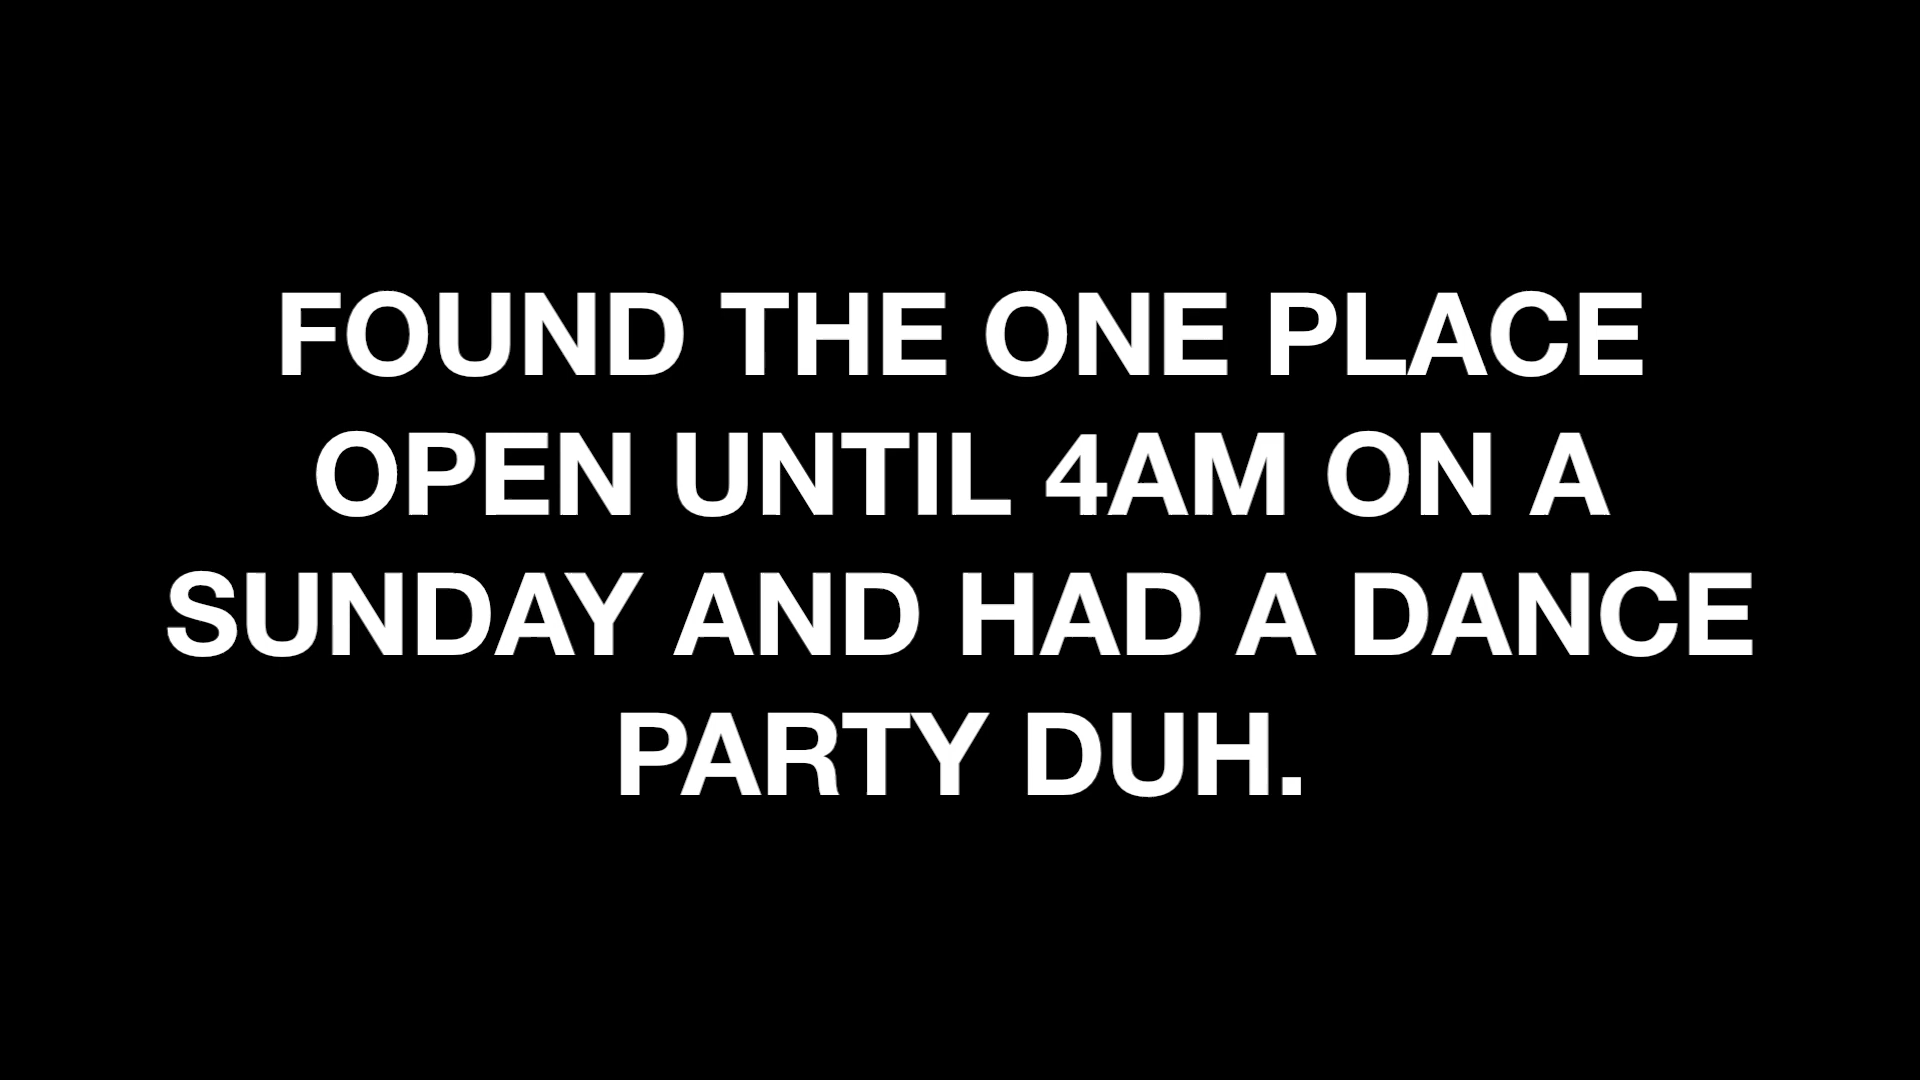 FOUND THE ONE PLACE
OPEN UNTIL 4AM ON A
SUNDAY AND HAD A DANCE
PARTY DUH.